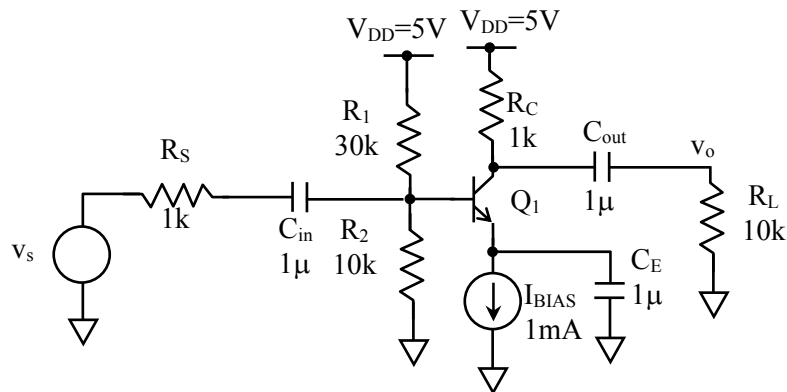 V_DD=5V
V_DD=5V
R_1
30k
R_C
1k
R_S
1k
C_out
1μ
v_o
C_in
1μ
R_2
10k
Q_1
R_L
10k
v_s
I_BIAS
1mA
C_E
1μ